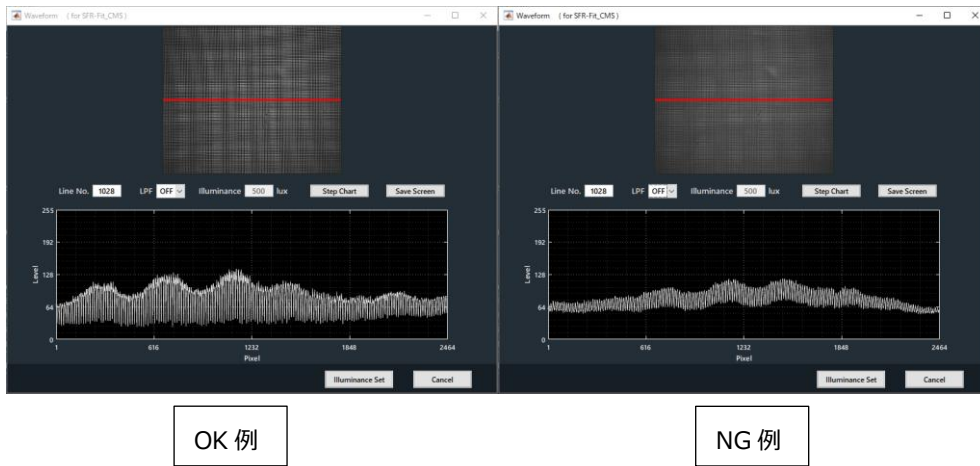 Waveform ( for SFR-Fit_CMS )
Line No. 1028 LPF OFF Illuminance 500 lux Step Chart Save Screen
255
192
128
64
0
Level
1 616 1232 1848 2464
Pixel
Illuminance Set Cancel
OK 例
Waveform ( for SFR-Fit_CMS )
Line No. 1028 LPF OFF Illuminance 500 lux Step Chart Save Screen
255
192
128
64
0
Level
1 616 1232 1848 2464
Pixel
Illuminance Set Cancel
NG 例